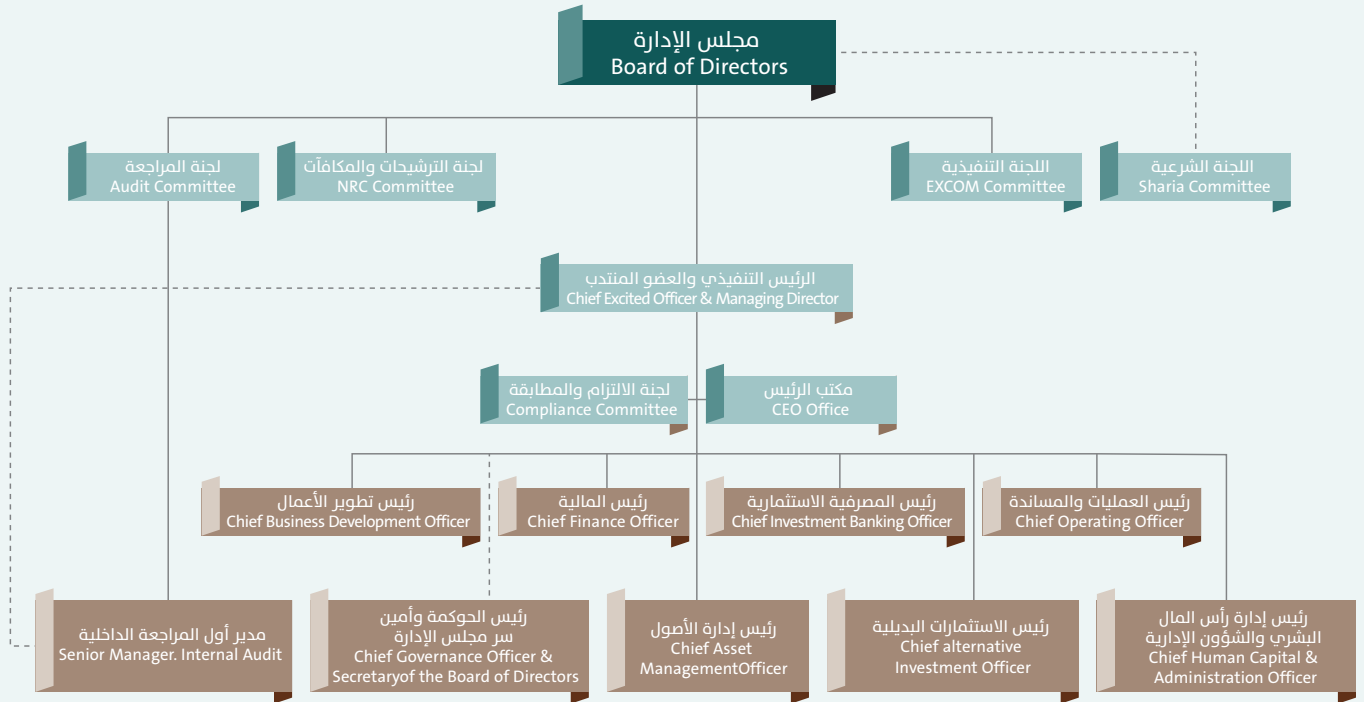 مجلس الإدارة
Board of Directors
لجنة المراجعة
Audit Committee
لجنة الترشيحات والمكافآت
NRC Committee
اللجنة التنفيذية
EXCOM Committee
اللجنة الشرعية
Sharia Committee
الرئيس التنفيذي والعضو المنتدب
Chief Excited Officer & Managing Director
لجنة الالتزام والمطابقة
Compliance Committee
مكتب الرئيس
CEO Office
رئيس تطوير الأعمال
Chief Business Development Officer
رئيس المالية
Chief Finance Officer
رئيس المصرفية الاستثمارية
Chief Investment Banking Officer
رئيس العمليات والمساندة
Chief Operating Officer
مدير أول المراجعة الداخلية
Senior Manager. Internal Audit
رئيس الحوكمة وأمين
سر مجلس الإدارة
Chief Governance Officer &
Secretaryof the Board of Directors
رئيس إدارة الأصول
Chief Asset
ManagementOfficer
رئيس الاستثمارات البديلية
Chief alternative
Investment Officer
رئيس إدارة رأس المال
البشري والشؤون الإدارية
Chief Human Capital &
Administration Officer